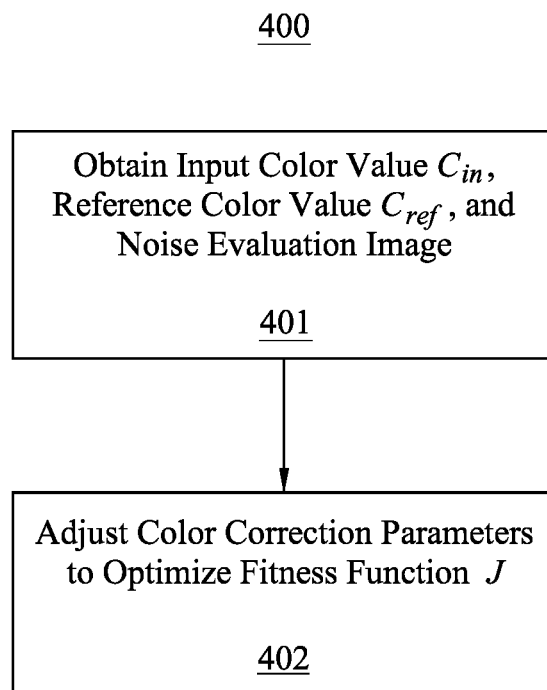 400
Obtain Input Color Value C_in,
Reference Color Value C_ref, and
Noise Evaluation Image
401
Adjust Color Correction Parameters
to Optimize Fitness Function J
402